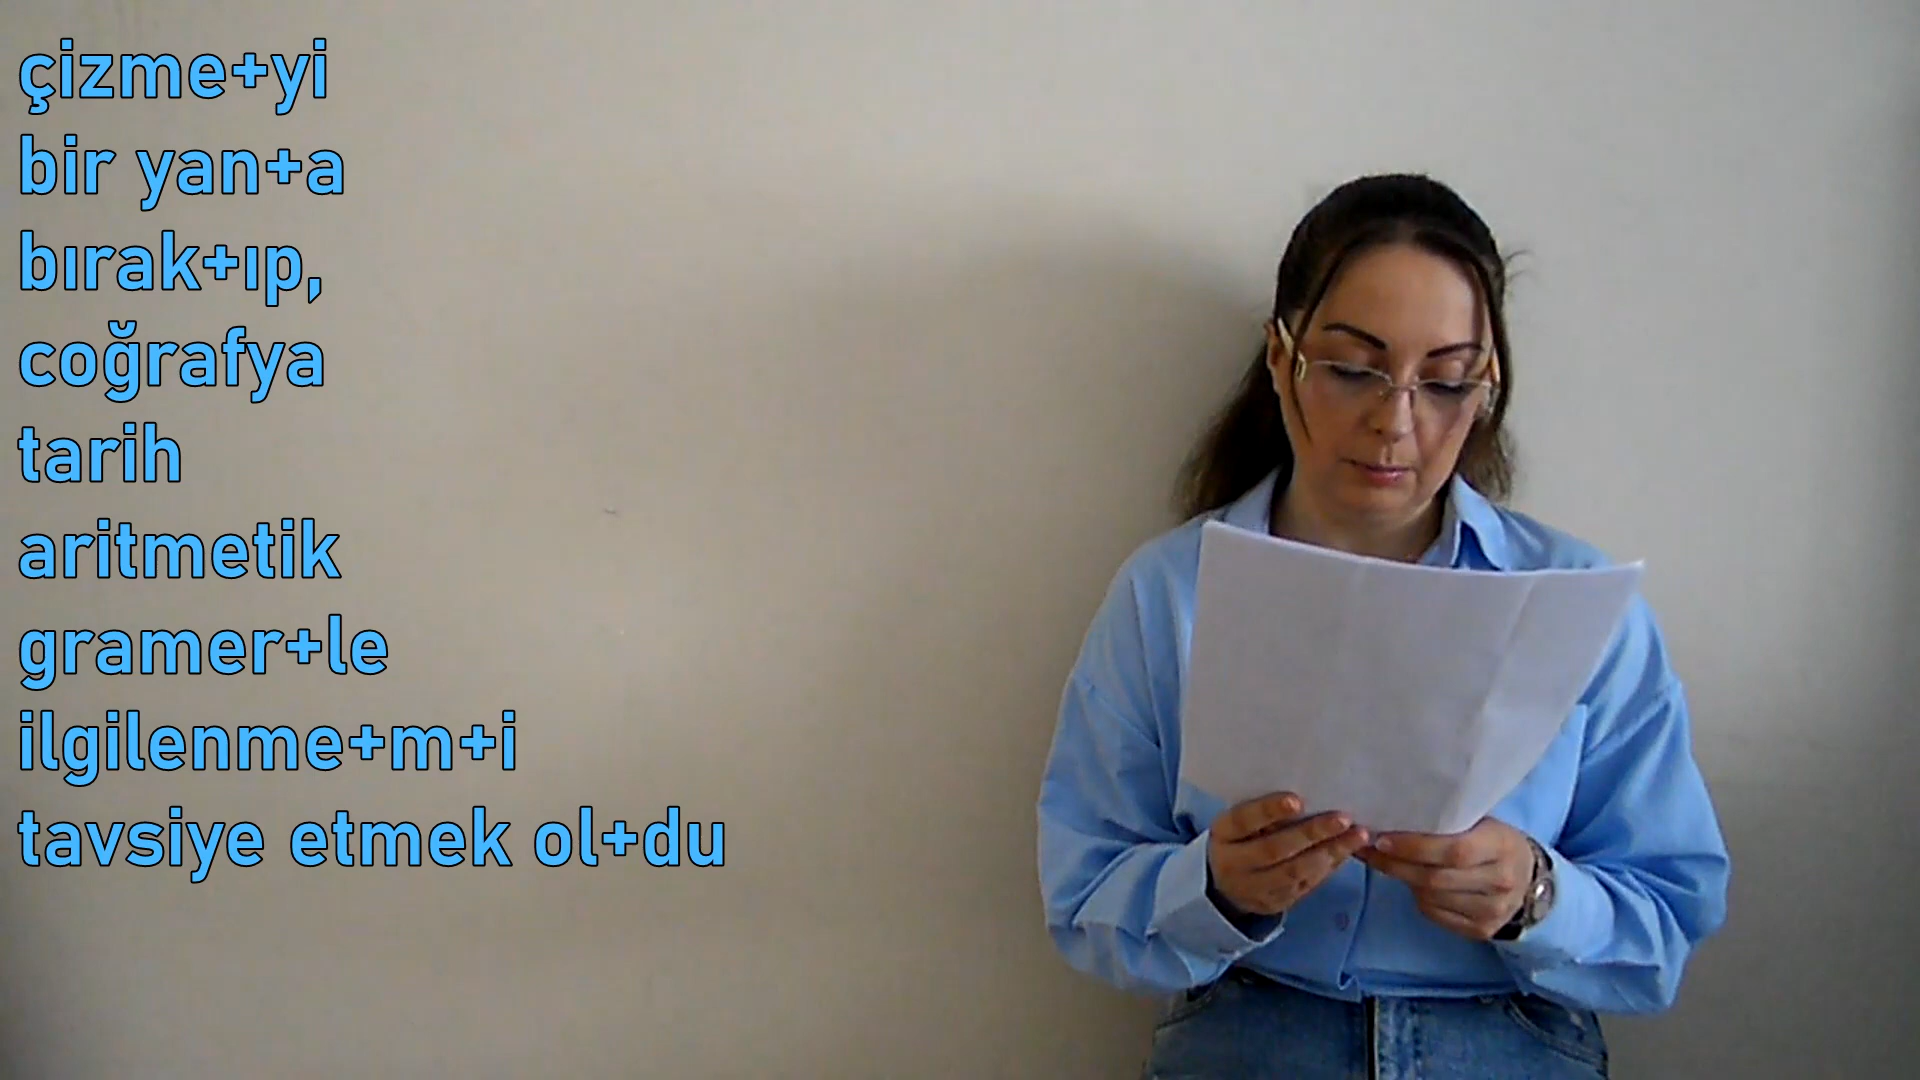 çizme+yi
bir yan+a
bırak+ıp,
coğrafya
tarih
aritmetik
gramer+le
ilgilenme+m+i
tavsiye etmek ol+du